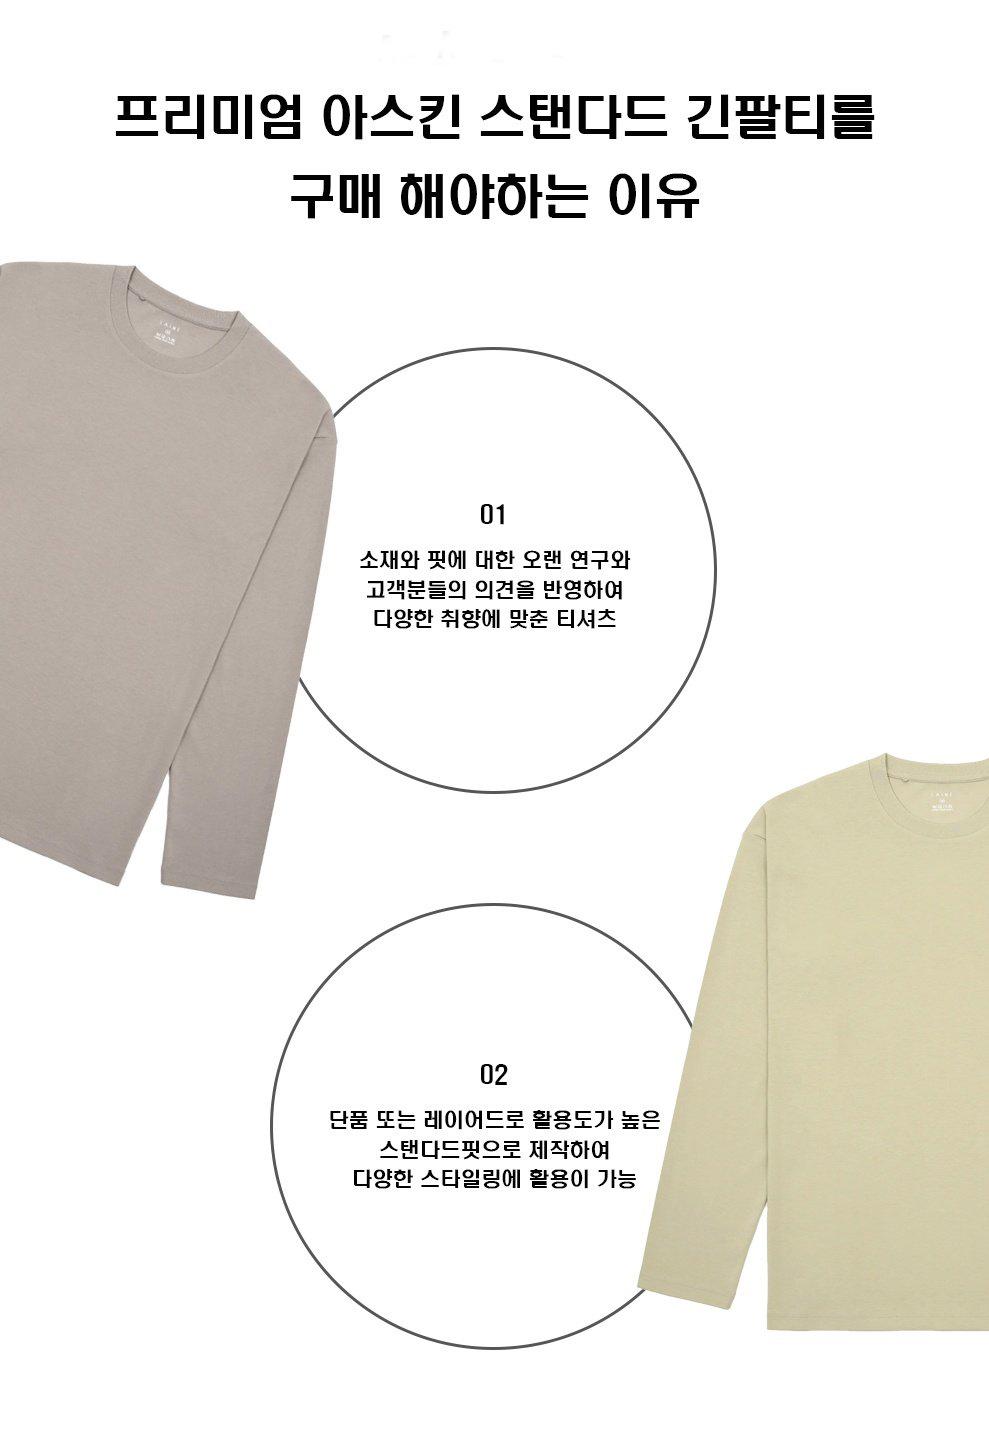 프리미엄 아스킨 스탠다드 긴팔티를
구매 해야하는 이유
01
소재와 핏에 대한 오랜 연구와
고객분들의 의견을 반영하여
다양한 취향에 맞춘 티셔츠
02
단품 또는 레이어드로 활용도가 높은
스탠다드핏으로 제작하여
다양한 스타일링에 활용이 가능